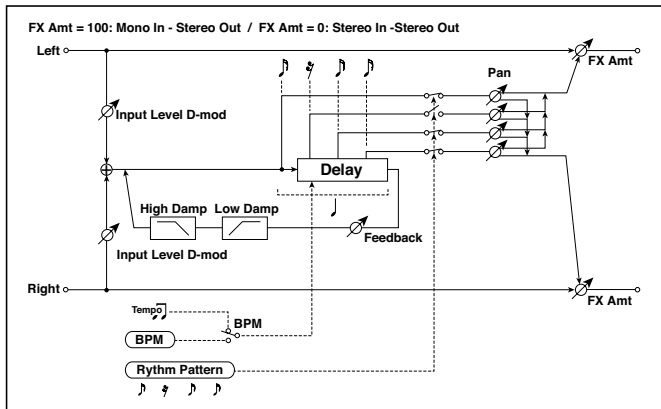 FX Amt = 100: Mono In - Stereo Out / FX Amt = 0: Stereo In -Stereo Out
Left
FX Amt
Pan
Input Level D-mod
Delay
High Damp
Low Damp
Feedback
Input Level D-mod
Right
FX Amt
Tempo
BPM
BPM
Rythm Pattern